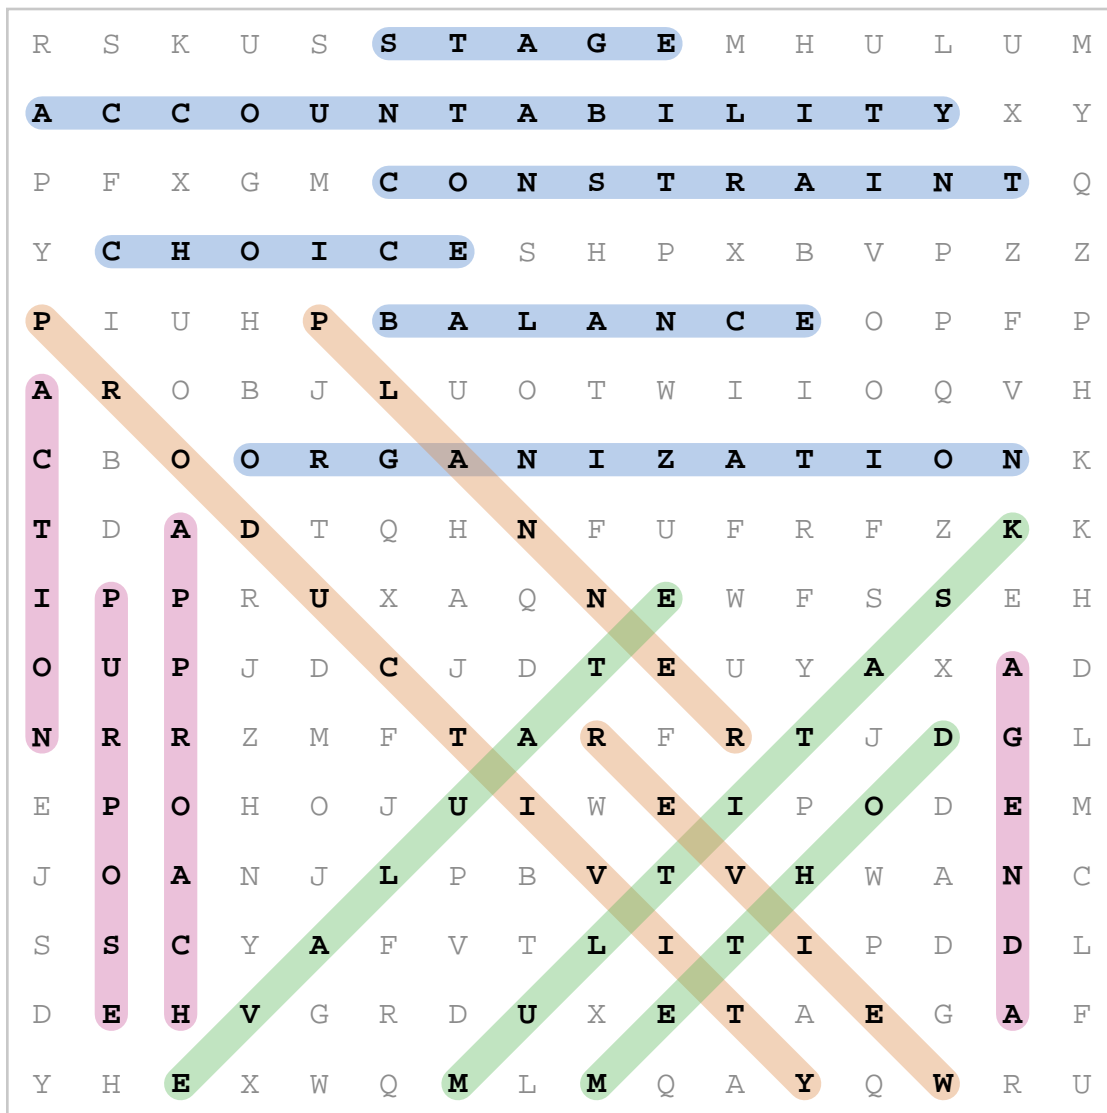 R S K U S S T A G E M H U L U M
A C C O U N T A B I L I T Y X Y
P F X G M C O N S T R A I N T Q
Y C H O I C E S H P X B V P Z Z
P I U H P B A L A N C E O P F P
A R O B J L U O T W I I O Q V H
C B O O R G A N I Z A T I O N K
T D A D T Q H N F U F R F Z K K
I P P R U X A Q N E W F S S E H
O U P J D C J D T E U Y A X A D
N R R Z M F T A R F R T J D G L
E P O H O J U I W E I P O D E M
J O A N J L P B V T V H W A N C
S S C Y A F V T L I T I P D D L
D E H V G R D U X E T A E G A F
Y H E X W Q M L M Q A Y Q W R U